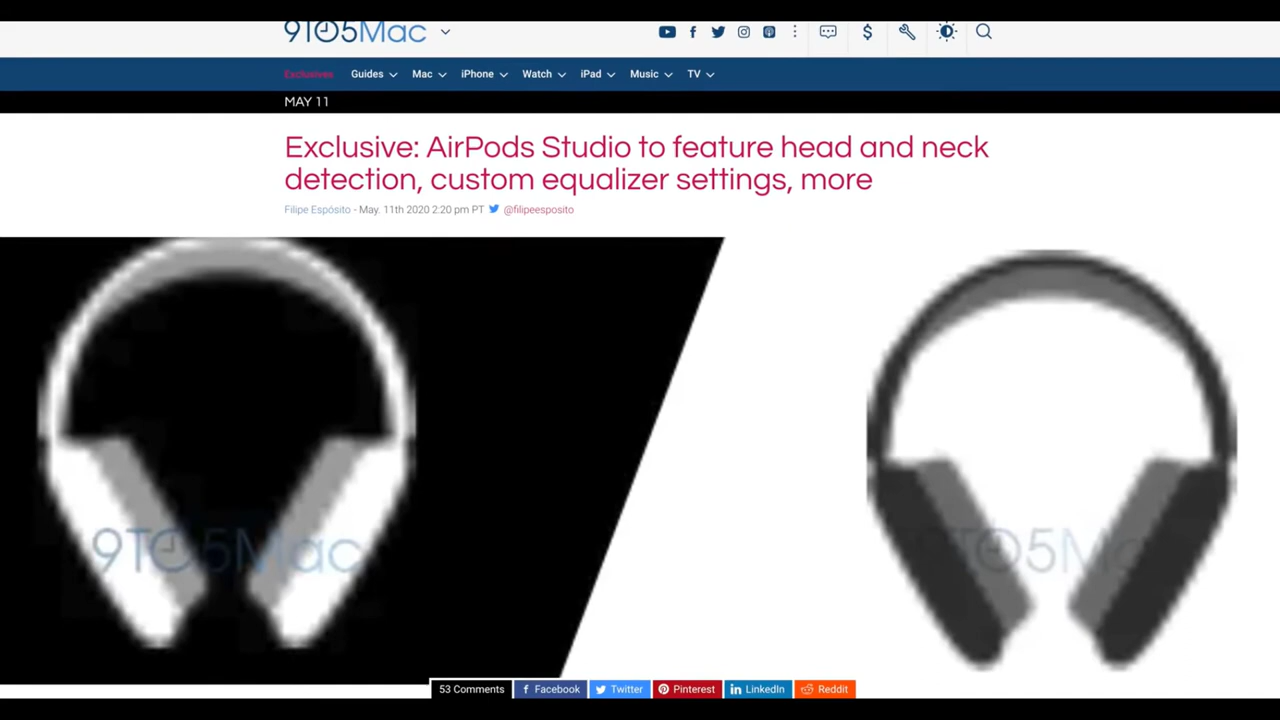 9TO5Mac
Exclusives Guides Mac iPhone Watch iPad Music TV
MAY 11
Exclusive: AirPods Studio to feature head and neck
detection, custom equalizer settings, more
Filipe Espósito - May. 11th 2020 2:20 pm PT @filipeesposito
9TO5Mac
9TO5Mac
53 Comments Facebook Twitter Pinterest LinkedIn Reddit